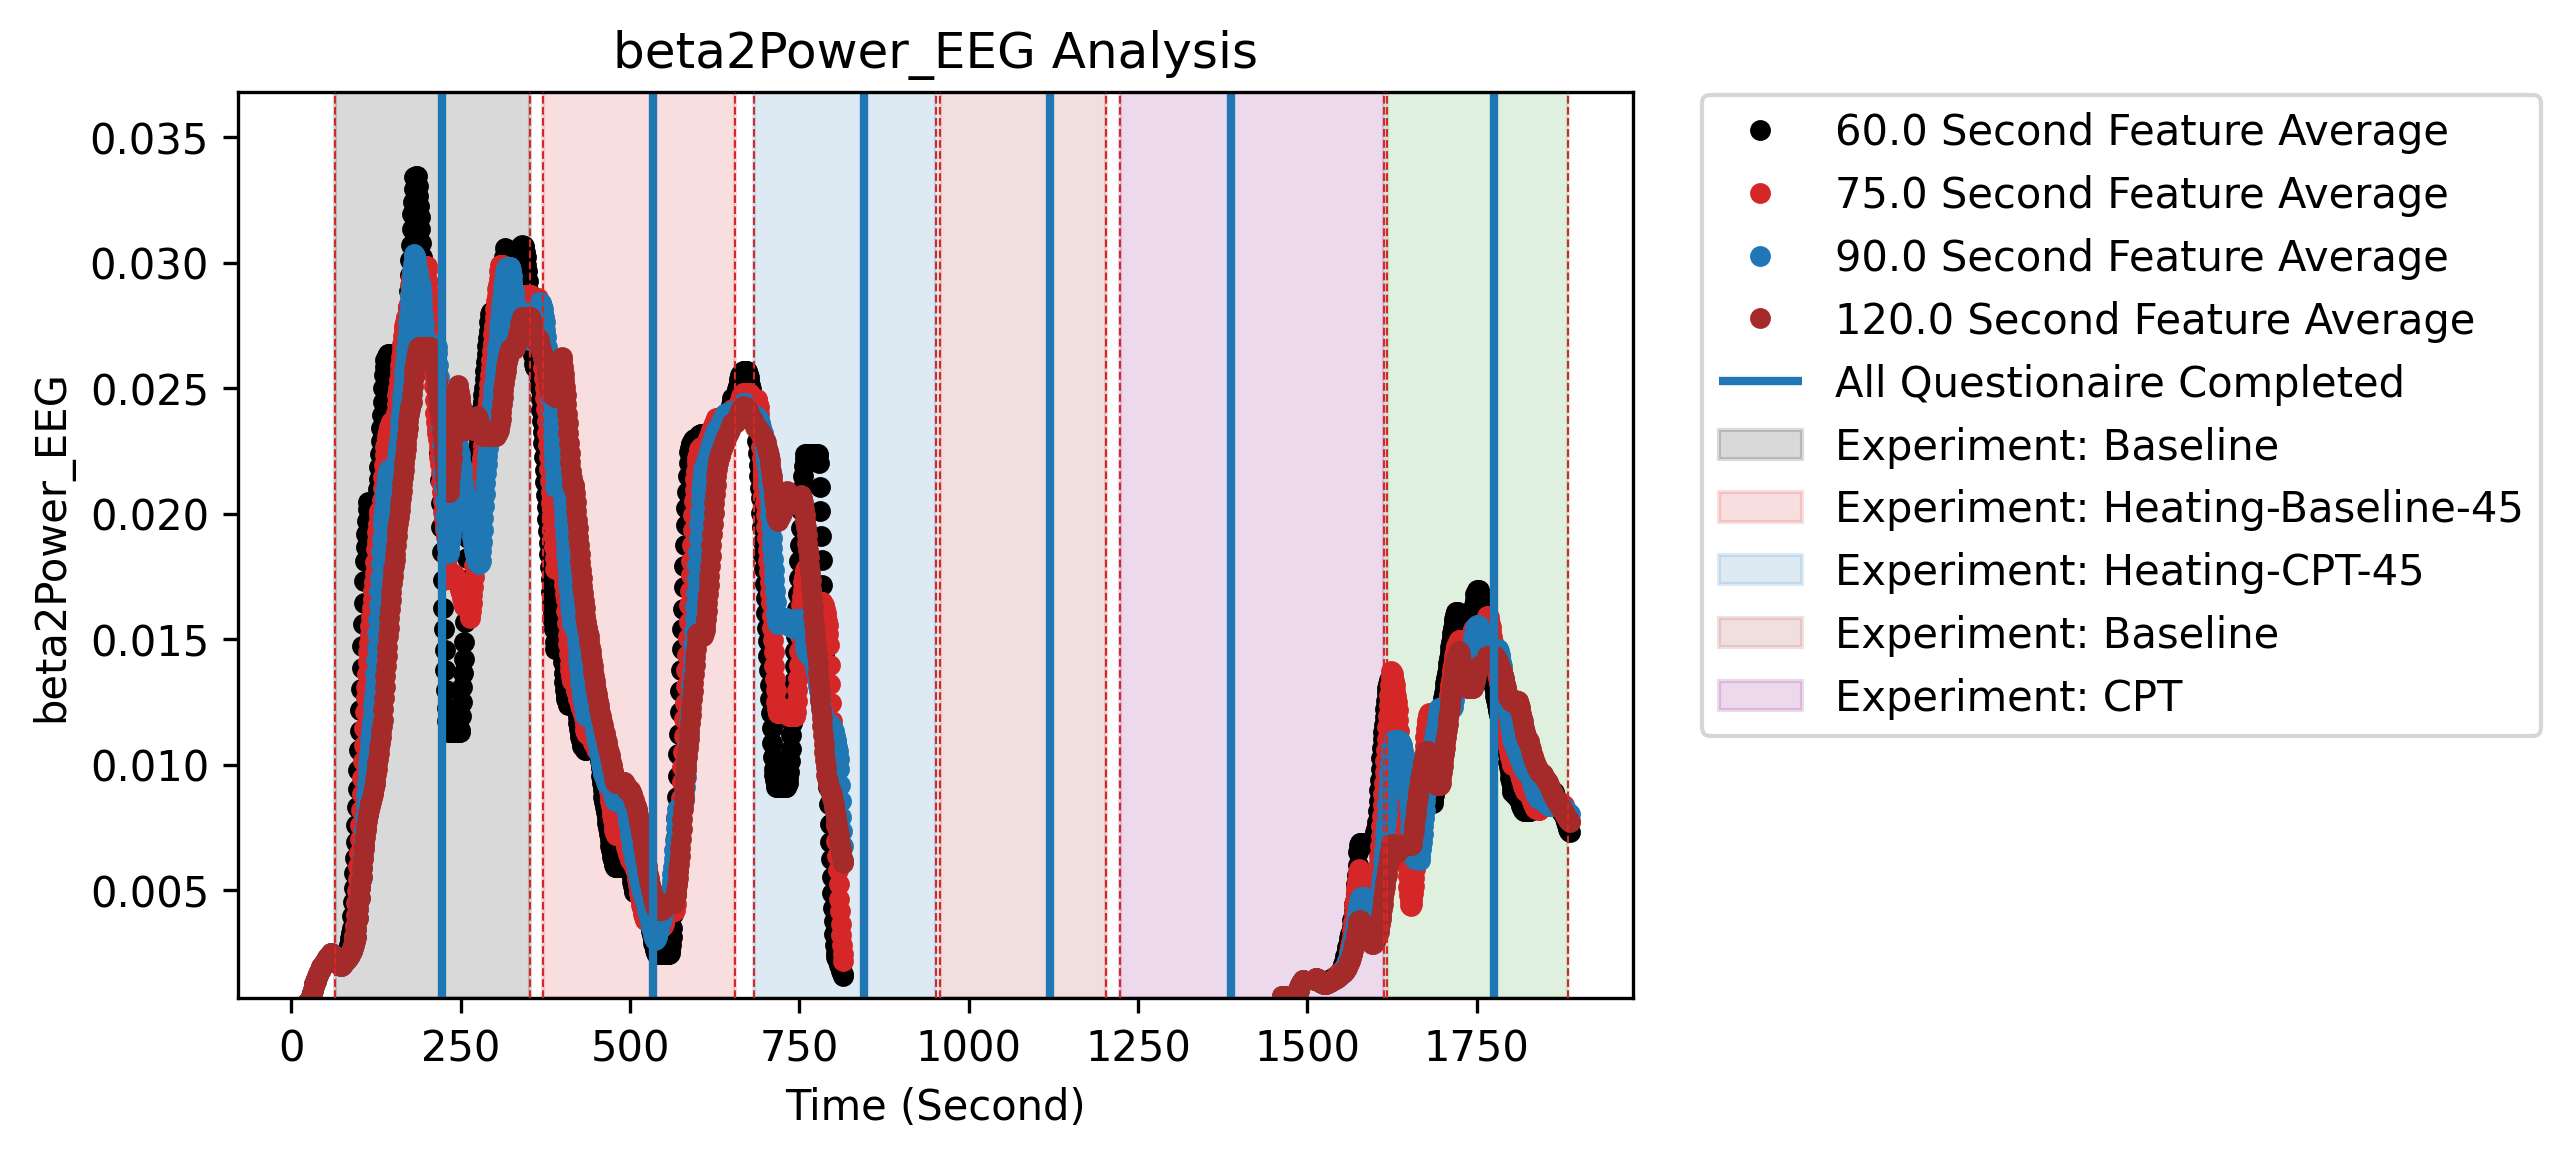 beta2Power_EEG Analysis
beta2Power_EEG
0.035
0.030
0.025
0.020
0.015
0.010
0.005
0 250 500 750 1000 1250 1500 1750
Time (Second)
60.0 Second Feature Average
75.0 Second Feature Average
90.0 Second Feature Average
120.0 Second Feature Average
All Questionaire Completed
Experiment: Baseline
Experiment: Heating-Baseline-45
Experiment: Heating-CPT-45
Experiment: Baseline
Experiment: CPT